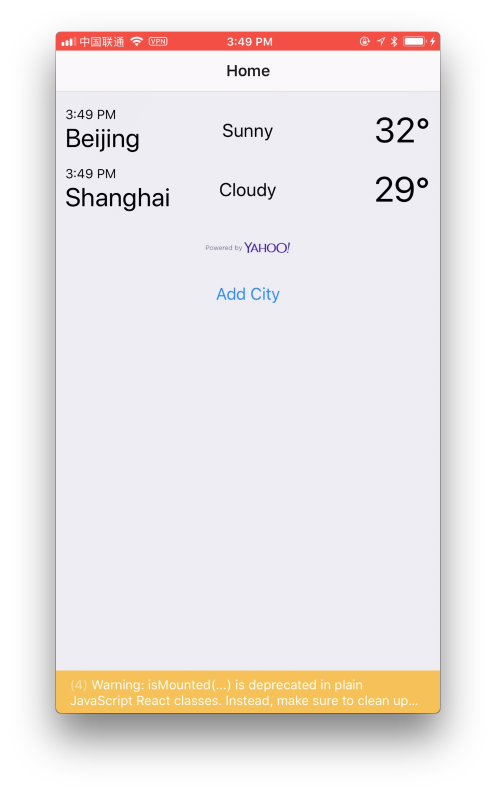 中国联通 VPN 3:49 PM
Home
3:49 PM
Beijing Sunny 32°
3:49 PM
Shanghai Cloudy 29°
Powered by YAHOO!
Add City
(4) Warning: isMounted(...) is deprecated in plain
JavaScript React classes. Instead, make sure to clean up...